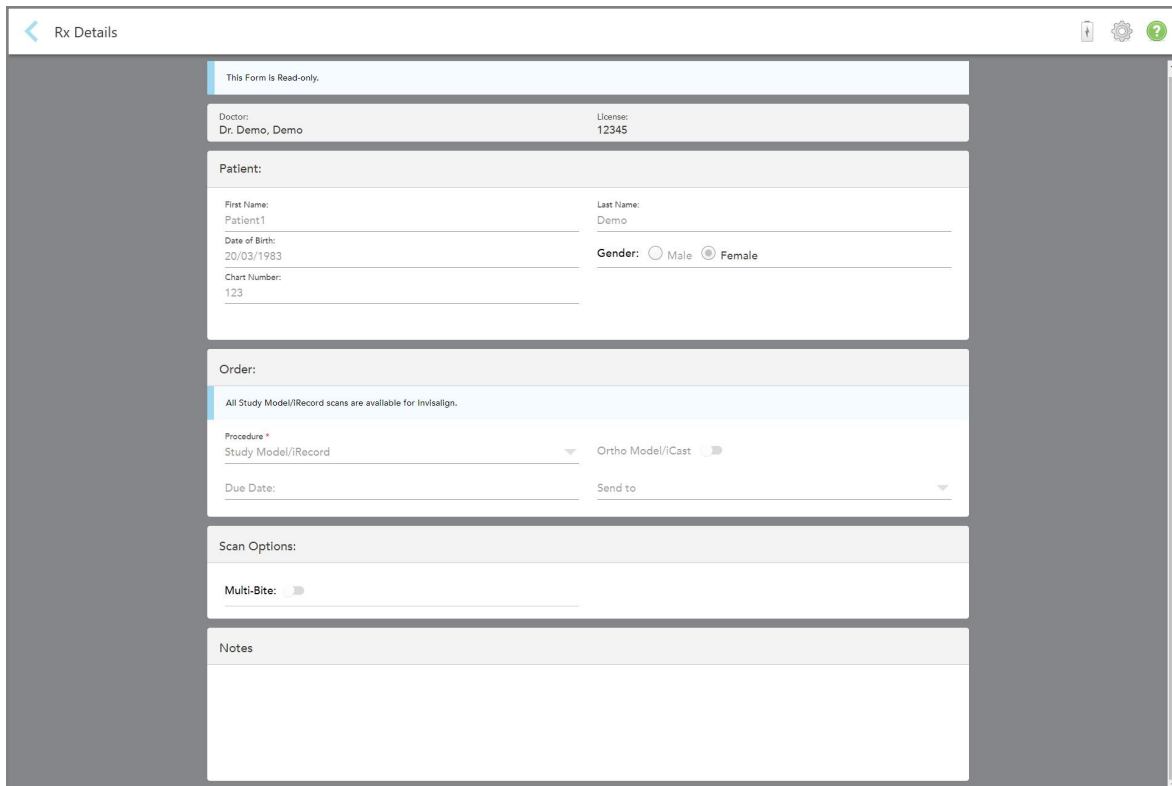 Rx Details
?
This Form is Read-only.
Doctor:
Dr. Demo, Demo
License:
12345
Patient:
First Name:
Patient1
Last Name:
Demo
Date of Birth:
20/03/1983
Gender: Male Female
Chart Number:
123
Order:
All Study Model/iRecord scans are available for Invisalign.
Procedure *
Study Model/iRecord
Ortho Model/iCast
Due Date:
Send to
Scan Options:
Multi-Bite:
Notes